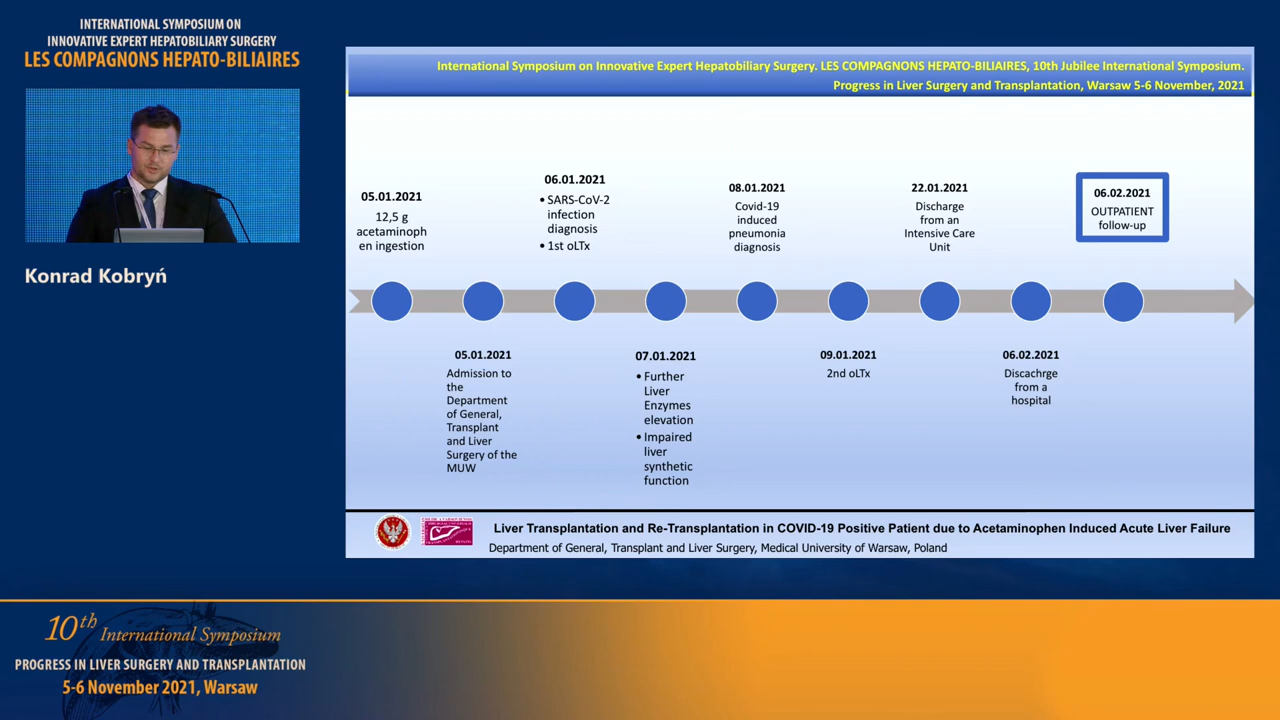 INTERNATIONAL SYMPOSIUM ON
INNOVATIVE EXPERT HEPATOBILIARY SURGERY
LES COMPAGNONS HEPATO-BILIAIRES
Konrad Kobryń
International Symposium on Innovative Expert Hepatobiliary Surgery. LES COMPAGNONS HEPATO-BILIAIRES, 10th Jubilee International Symposium.
Progress in Liver Surgery and Transplantation, Warsaw 5-6 November, 2021
05.01.2021
12,5 g
acetaminoph
en ingestion
05.01.2021
Admission to
the
Department
of General,
Transplant
and Liver
Surgery of the
MUW
06.01.2021
• SARS-CoV-2
infection
diagnosis
• 1st oLTx
07.01.2021
• Further
Liver
Enzymes
elevation
• Impaired
liver
synthetic
function
08.01.2021
Covid-19
induced
pneumonia
diagnosis
09.01.2021
2nd oLTx
22.01.2021
Discharge
from an
Intensive Care
Unit
06.02.2021
Discachrge
from a
hospital
06.02.2021
OUTPATIENT
follow-up
Liver Transplantation and Re-Transplantation in COVID-19 Positive Patient due to Acetaminophen Induced Acute Liver Failure
Department of General, Transplant and Liver Surgery, Medical University of Warsaw, Poland
10th International Symposium
PROGRESS IN LIVER SURGERY AND TRANSPLANTATION
5-6 November 2021, Warsaw